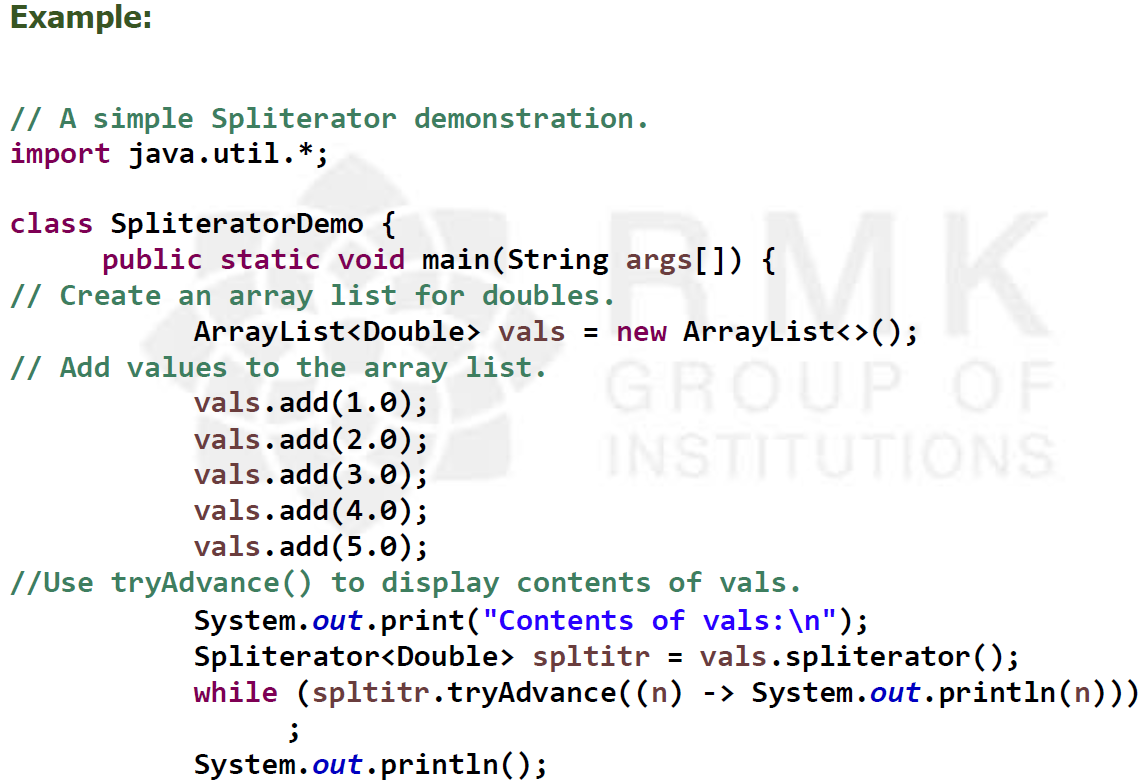 Example:
// A simple Spliterator demonstration.
import java.util.*;
class SpliteratorDemo {
public static void main(String args[]) {
// Create an array list for doubles.
ArrayList<Double> vals = new ArrayList<>();
// Add values to the array list.
vals.add(1.0);
vals.add(2.0);
vals.add(3.0);
vals.add(4.0);
vals.add(5.0);
//Use tryAdvance() to display contents of vals.
System.out.print("Contents of vals:\n");
Spliterator<Double> spltitr = vals.spliterator();
while (spltitr.tryAdvance((n) -> System.out.println(n)))
;
System.out.println();
RMK
GROUP OF
INSTITUTIONS